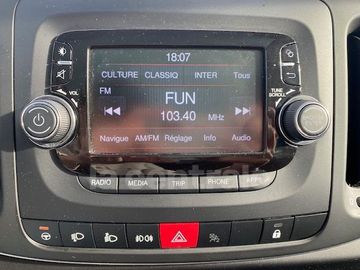 18:07
CULTURE CLASSIQ INTER Tous
FM
FUN
103.40 MHz
Navigue AM/FM Réglage Info Audio
VOL
TUNE
SCROLL
RADIO MEDIA TRIP PHONE APPS